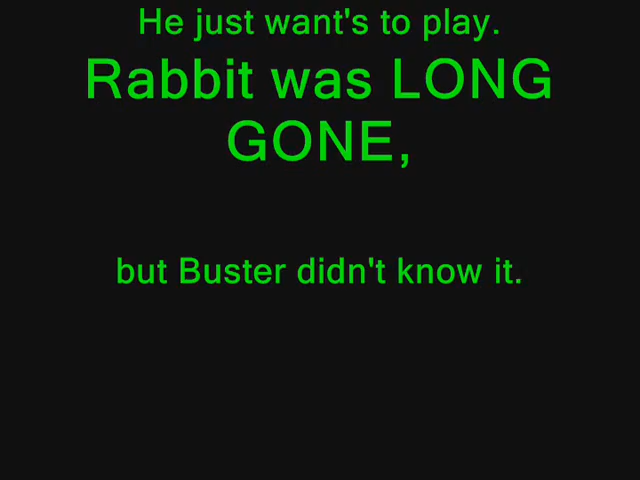 He just want's to play.
Rabbit was LONG
GONE,
but Buster didn't know it.